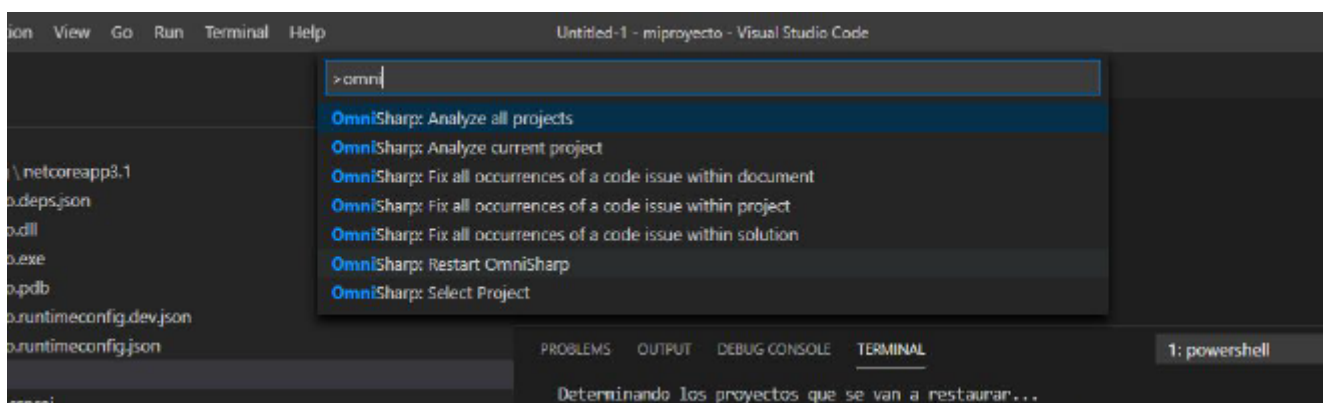 ion View Go Run Terminal Help Untitled-1 - miproyecto - Visual Studio Code
>omni
OmniSharp: Analyze all projects
OmniSharp: Analyze current project
\ netcoreapp3.1
OmniSharp: Fix all occurrences of a code issue within document
o.deps.json
OmniSharp: Fix all occurrences of a code issue within project
o.dll
OmniSharp: Fix all occurrences of a code issue within solution
o.exe
OmniSharp: Restart OmniSharp
o.pdb
OmniSharp: Select Project
o.runtimeconfig.dev.json
o.runtimeconfig.json
PROBLEMS OUTPUT DEBUG CONSOLE TERMINAL 1: powershell
Determinando los proyectos que se van a restaurar...